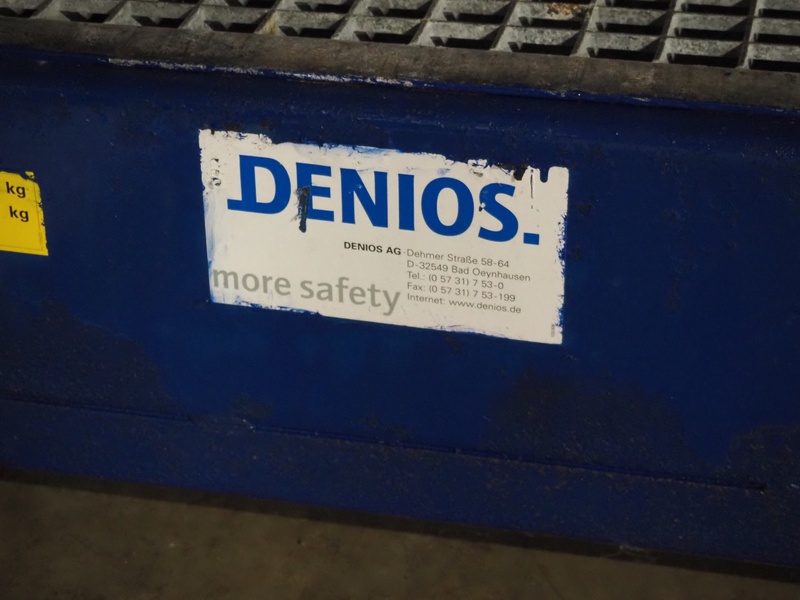 kg
kg
DENIOS.
DENIOS AG · Dehmer Straße 58-64
D-32549 Bad Oeynhausen
Tel.: (0 57 31) 7 53-0
Fax: (0 57 31) 7 53-199
Internet: www.denios.de
more safety